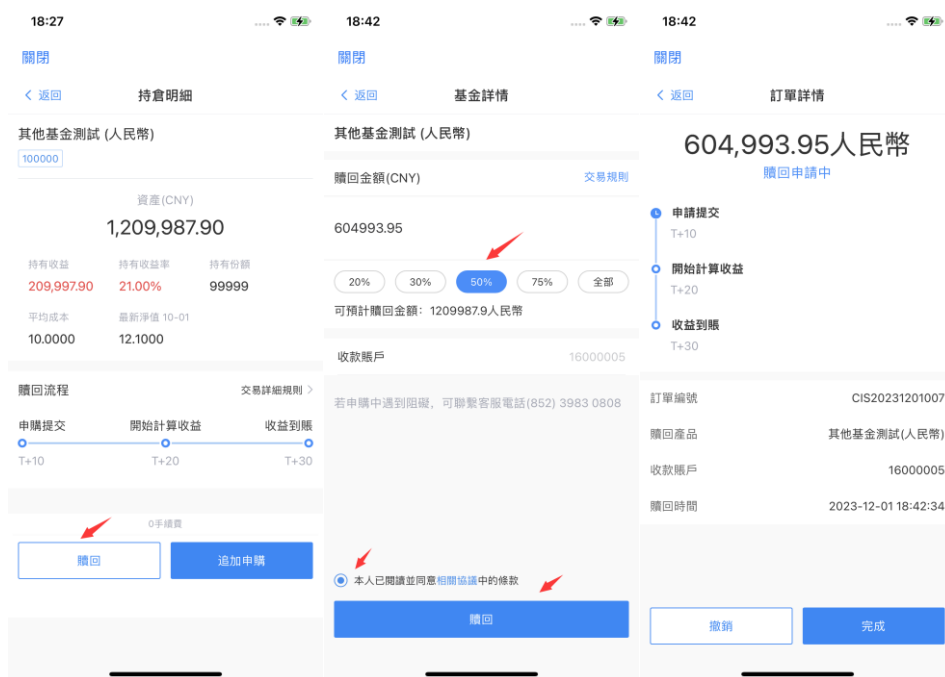 18:27
關閉
返回
持倉明細
其他基金測試 (人民幣)
100000
資產(CNY)
1,209,987.90
持有收益 持有收益率 持有份額
209,997.90 21.00% 99999
平均成本 最新淨值 10-01
10.0000 12.1000
贖回流程 交易詳細規則
申購提交 開始計算收益 收益到賬
T+10 T+20 T+30
0手續費
贖回 追加申購
18:42
關閉
返回
基金詳情
其他基金測試 (人民幣)
贖回金額(CNY) 交易規則
604993.95
20% 30% 50% 75% 全部
可預計贖回金額：1209987.9人民幣
收款賬戶 16000005
若申購中遇到阻礙，可聯繫客服電話(852) 3983 0808
本人已閱讀並同意相關協議中的條款
贖回
18:42
關閉
返回
訂單詳情
604,993.95人民幣
贖回申請中
申請提交
T+10
開始計算收益
T+20
收益到賬
T+30
訂單編號 CIS20231201007
贖回產品 其他基金測試(人民幣)
收款賬戶 16000005
贖回時間 2023-12-01 18:42:34
撤銷 完成